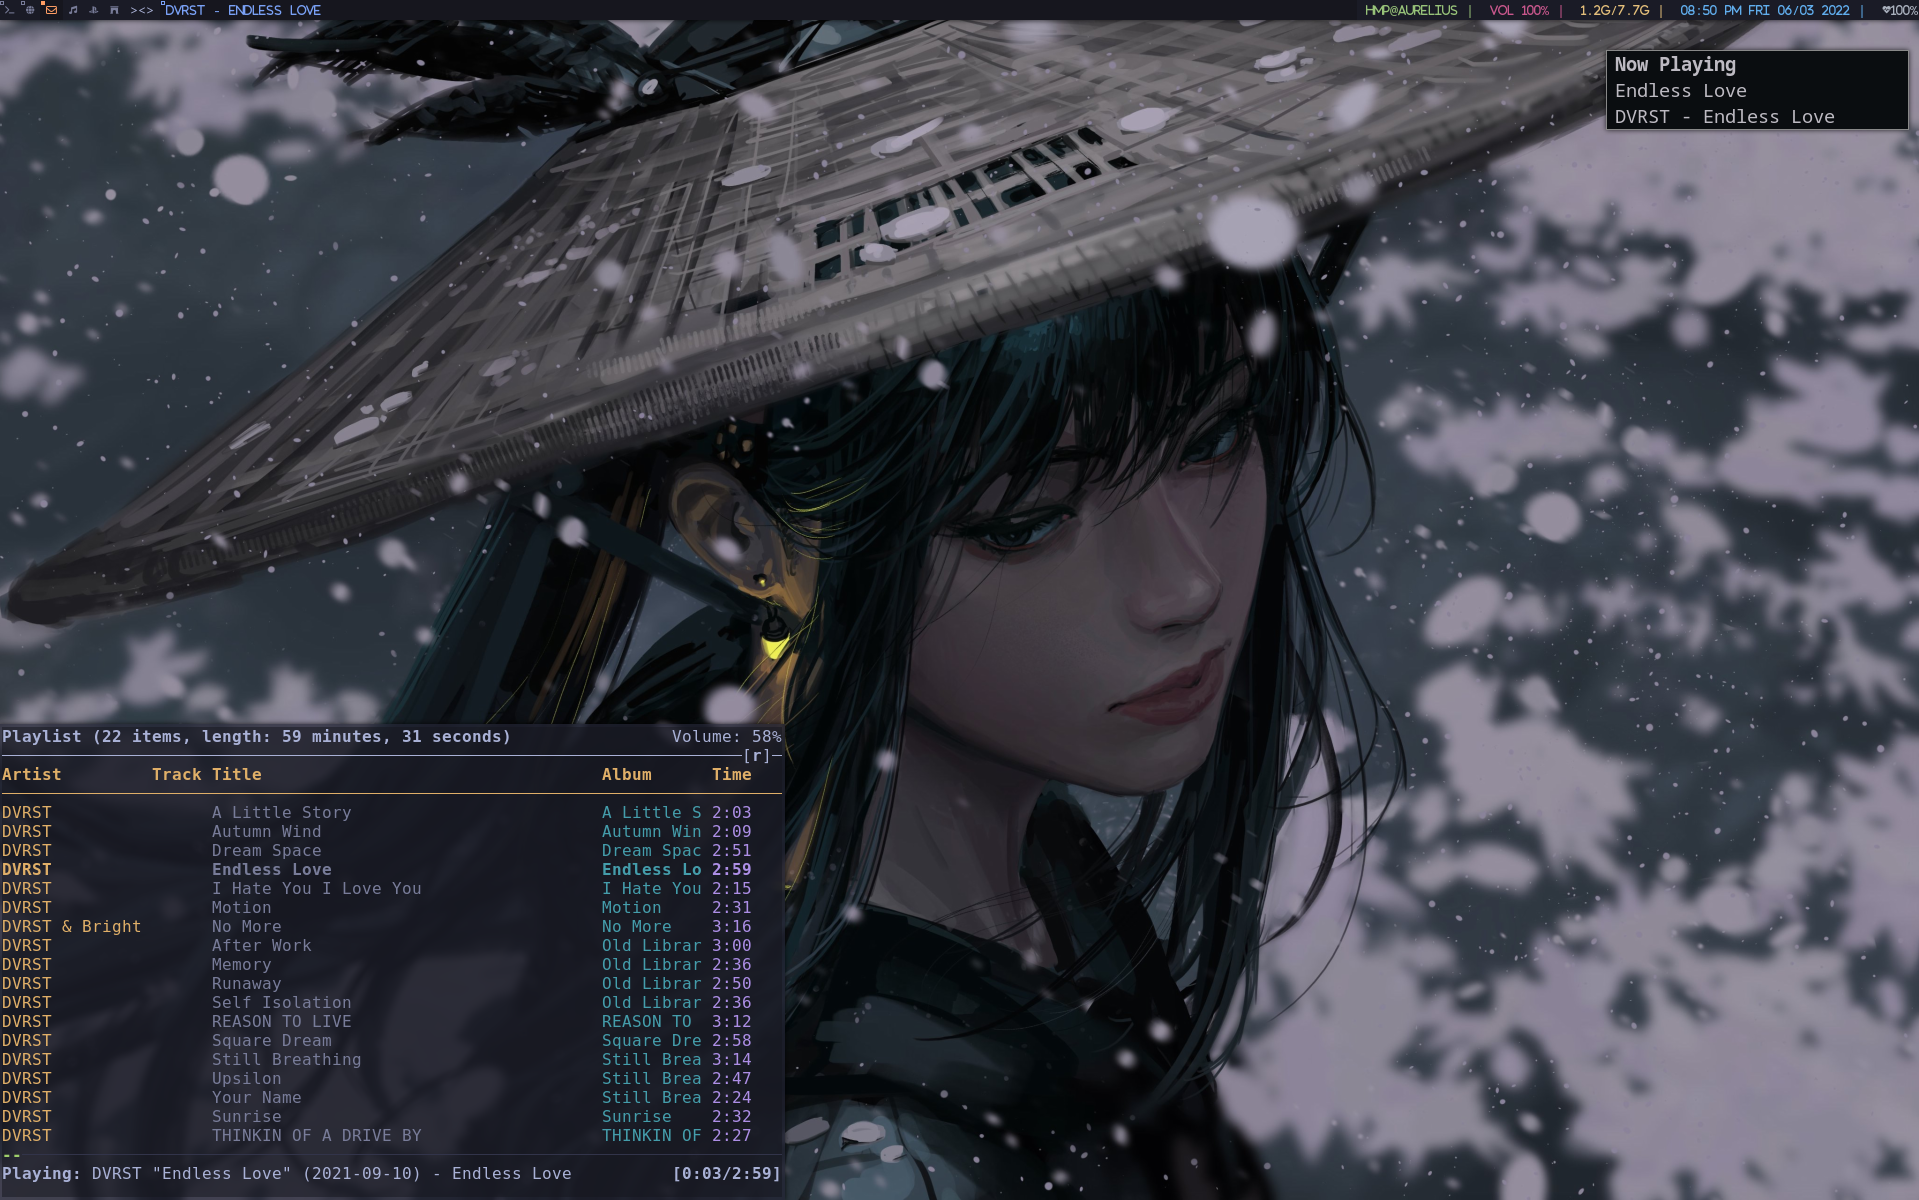 ><> DVRST - ENDLESS LOVE
HMP@AURELIUS | VOL 100% | 1.2G/7.7G | 08:50 PM FRI 06/03 2022 | 100%
Now Playing
Endless Love
DVRST - Endless Love
Playlist (22 items, length: 59 minutes, 31 seconds) Volume: 58%
[r]
Artist Track Title Album Time
DVRST A Little Story A Little S 2:03
DVRST Autumn Wind Autumn Win 2:09
DVRST Dream Space Dream Spac 2:51
DVRST Endless Love Endless Lo 2:59
DVRST I Hate You I Love You I Hate You 2:15
DVRST Motion Motion 2:31
DVRST & Bright No More No More 3:16
DVRST After Work Old Librar 3:00
DVRST Memory Old Librar 2:36
DVRST Runaway Old Librar 2:50
DVRST Self Isolation Old Librar 2:36
DVRST REASON TO LIVE REASON TO 3:12
DVRST Square Dream Square Dre 2:58
DVRST Still Breathing Still Brea 3:14
DVRST Upsilon Still Brea 2:47
DVRST Your Name Still Brea 2:24
DVRST Sunrise Sunrise 2:32
DVRST THINKIN OF A DRIVE BY THINKIN OF 2:27
--
Playing: DVRST "Endless Love" (2021-09-10) - Endless Love [0:03/2:59]